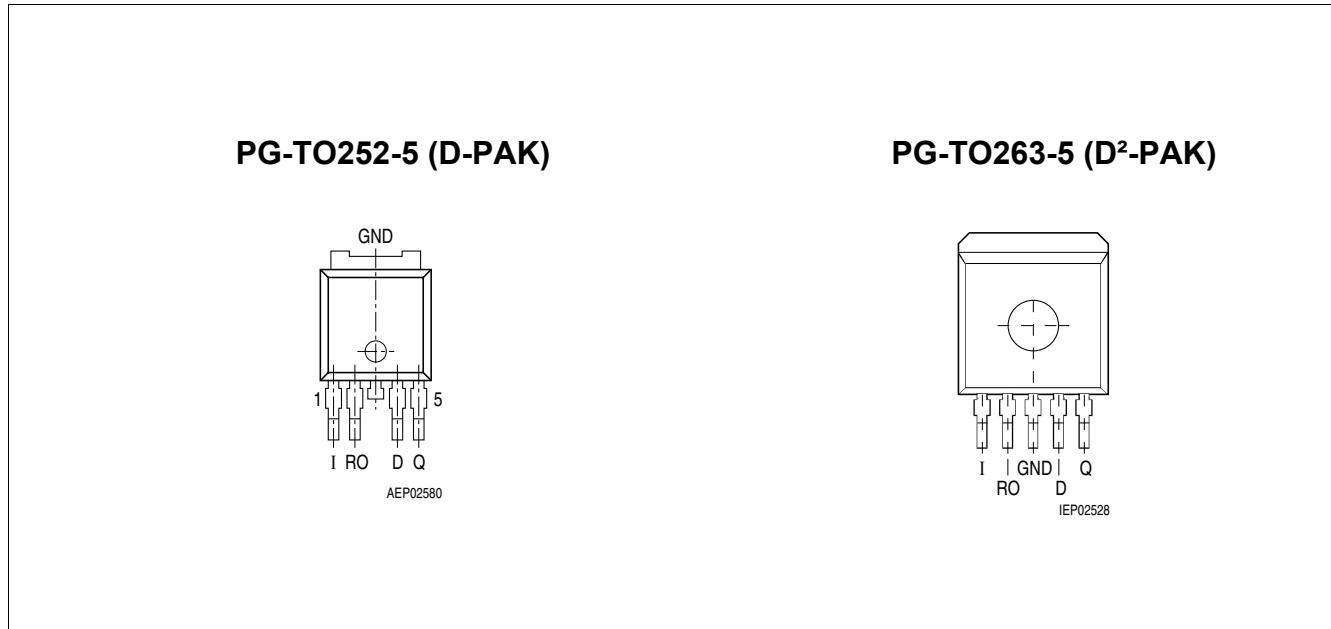 PG-TO252-5 (D-PAK)
GND
1 5
I RO D Q
AEP02580
PG-TO263-5 (D²-PAK)
I GND Q
RO D
IEP02528